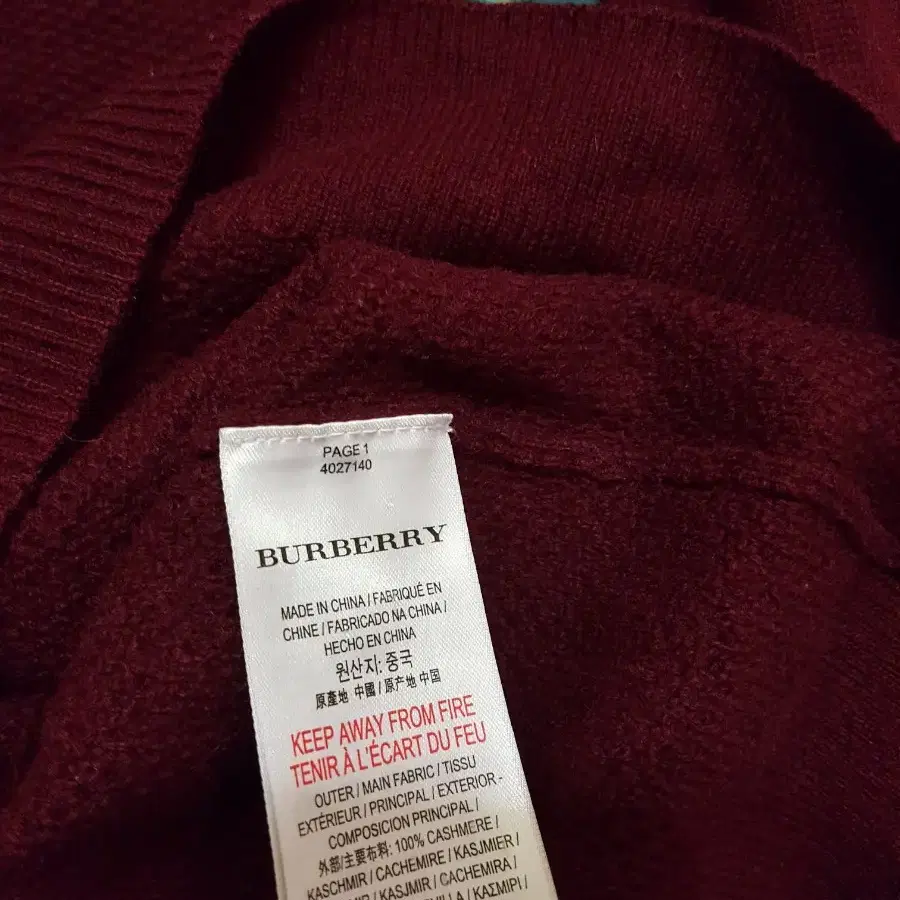 PAGE 1
4027140
BURBERRY
MADE IN CHINA / FABRIQUÉ EN
CHINE / FABRICADO NA CHINA /
HECHO EN CHINA
원산지: 중국
原產地 中國 / 原产地 中国
KEEP AWAY FROM FIRE
TENIR À L'ÉCART DU FEU
OUTER / MAIN FABRIC / TISSU
EXTÉRIEUR / PRINCIPAL / EXTERIOR -
COMPOSICION PRINCIPAL /
外部/主要布料: 100% CASHMERE /
KASCHMIR / CACHEMIRE / KASJMIER /
KASJMIR / CACHEMIRA /
/ ΚΑΣΜΙΡΙ /